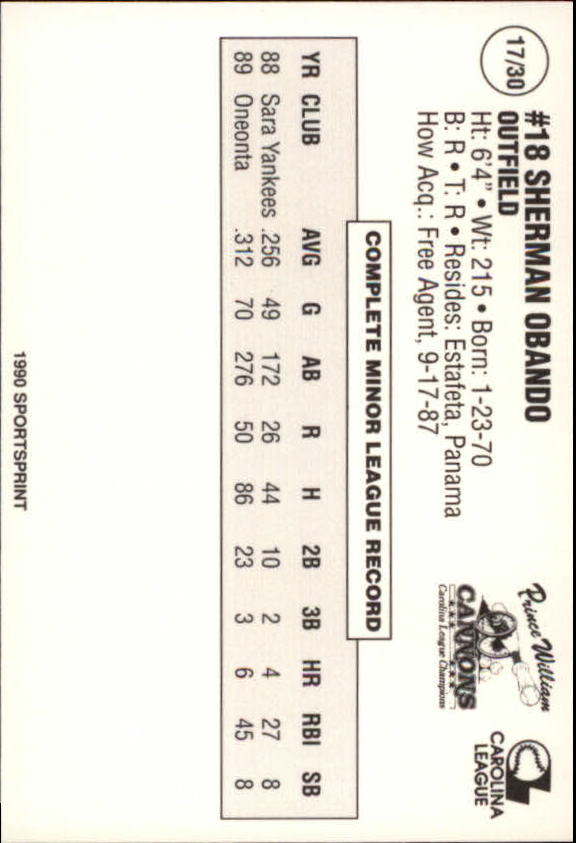 17/30
#18 SHERMAN OBANDO
OUTFIELD
Ht: 6'4" • Wt: 215 • Born: 1-23-70
B: R • T: R • Resides: Estafeta, Panama
How Acq.: Free Agent, 9-17-87
Prince William
CANNONS
Carolina League Champions
CAROLINA
LEAGUE
COMPLETE MINOR LEAGUE RECORD
YR CLUB AVG G AB R H 2B 3B HR RBI SB
88 Sara Yankees .256 49 172 26 44 10 2 4 27 8
89 Oneonta .312 70 276 50 86 23 3 6 45 8
1990 SPORTSPRINT